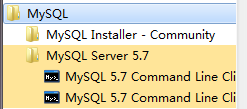 MySQL
MySQL Installer - Community
MySQL Server 5.7
MySQL 5.7 Command Line Cli
MySQL 5.7 Command Line Cli